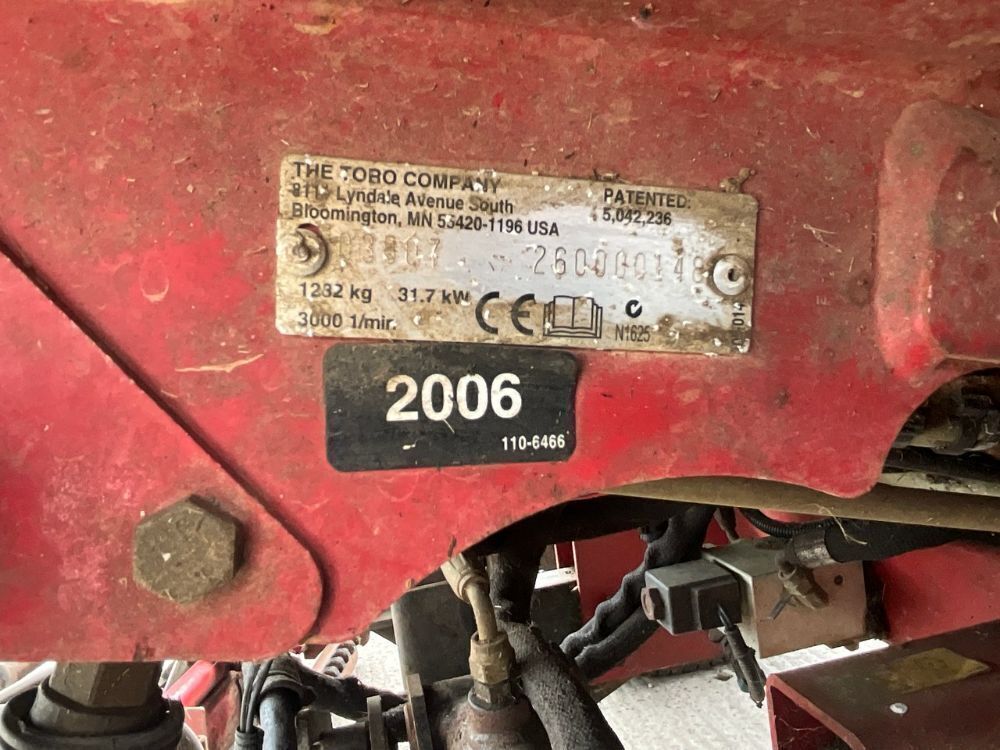 THE TORO COMPANY
8111 Lyndale Avenue South
Bloomington, MN 55420-1196 USA
PATENTED:
5,042,236
03807 260000148
1232 kg 31.7 kW
3000 1/min.
CE
N1625
2006
110-6466